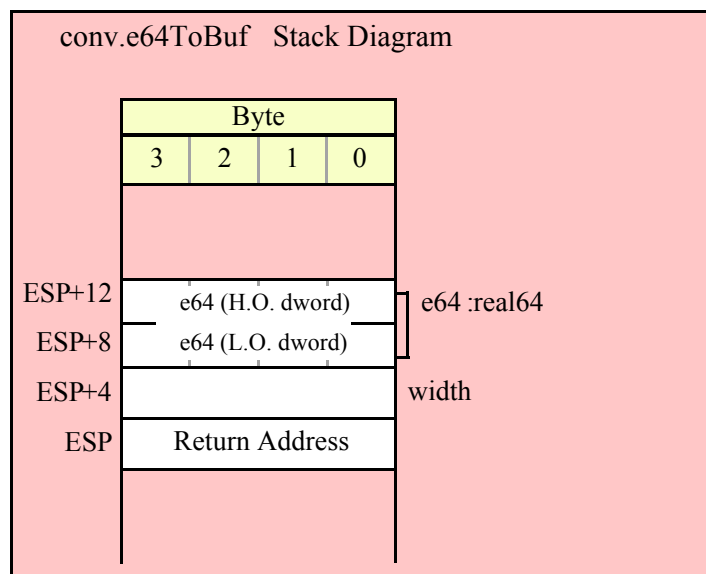 conv.e64ToBuf Stack Diagram
Byte
3 2 1 0
ESP+12 e64 (H.O. dword) e64 :real64
ESP+8 e64 (L.O. dword)
ESP+4 width
ESP Return Address